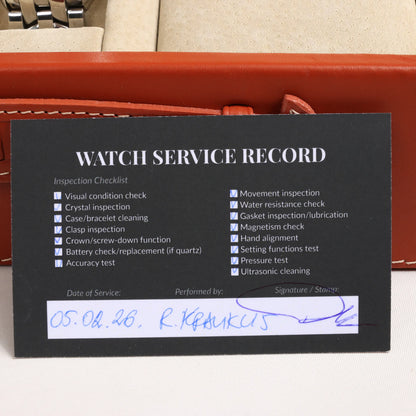 WATCH SERVICE RECORD
Inspection Checklist
Visual condition check
Crystal inspection
Case/bracelet cleaning
Clasp inspection
Crown/screw-down function
Battery check/replacement (if quartz)
Accuracy test
Movement inspection
Water resistance check
Gasket inspection/lubrication
Magnetism check
Hand alignment
Setting functions test
Pressure test
Ultrasonic cleaning
Date of Service: Performed by: Signature / Stamp:
05.02.26. R. KRAUKLIS